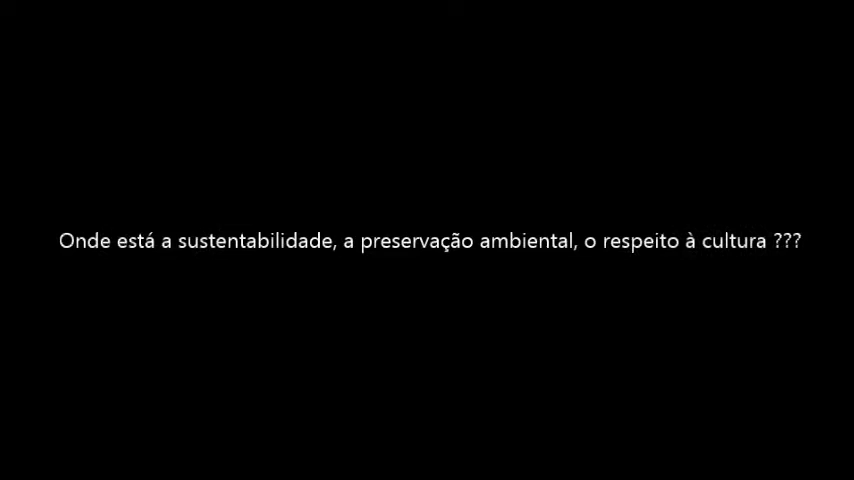 Onde está a sustentabilidade, a preservação ambiental, o respeito à cultura ???